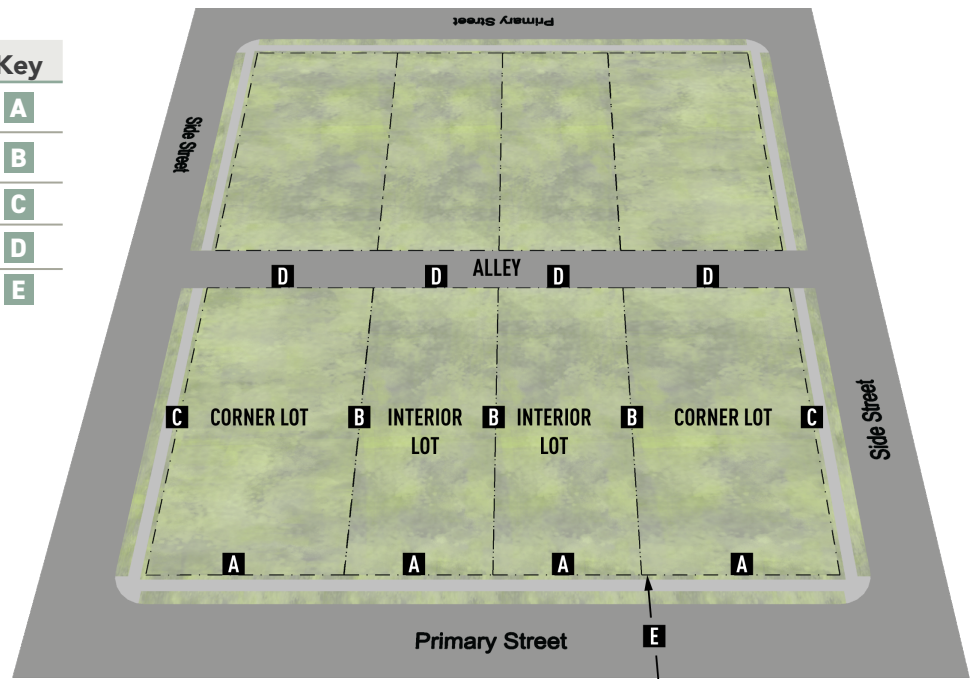 Key
A
B
C
D
E
Primary Street
Side Street
ALLEY
D D D D
C CORNER LOT B INTERIOR LOT B INTERIOR LOT B CORNER LOT C
Side Street
A A A A
Primary Street
E